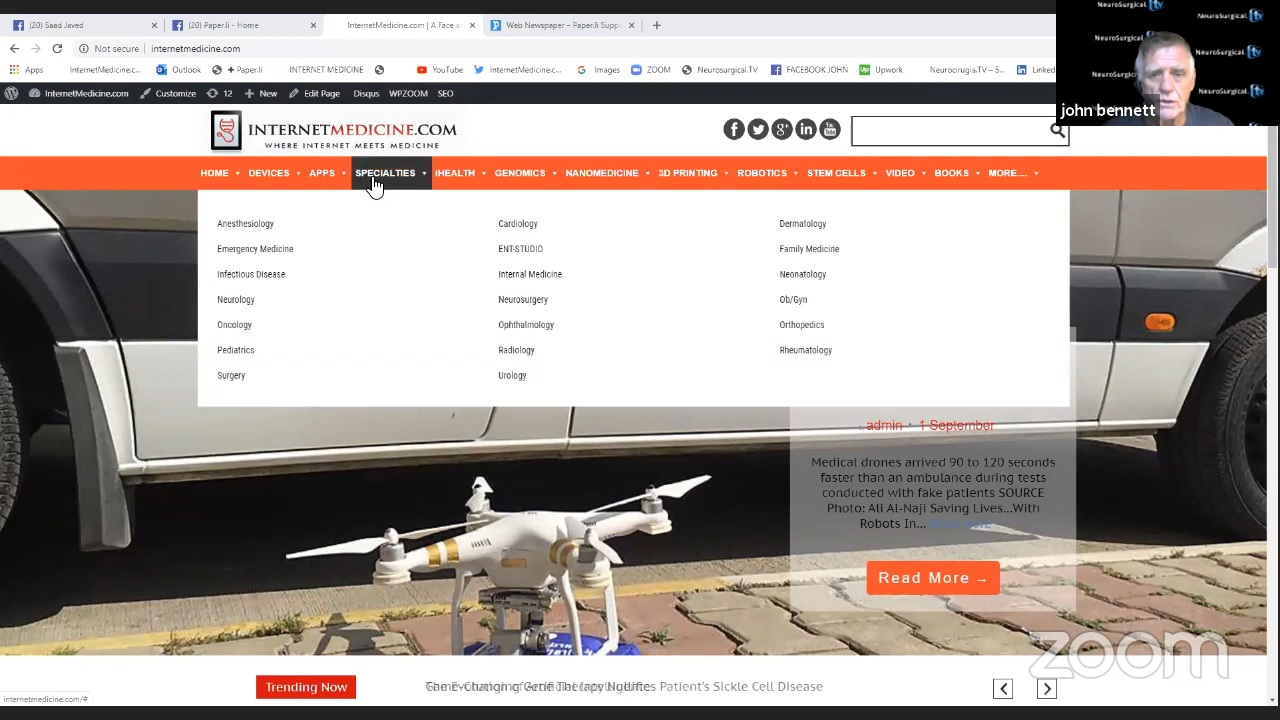 (20) Saad Javed
(20) Paper.li - Home
InternetMedicine.com | A Face a
Web Newspaper – Paper.li Supp
Not secure
internetmedicine.com
Apps
InternetMedicine.c...
Outlook
+ Paper.li
INTERNET MEDICINE
YouTube
InternetMedicine.c...
Images
ZOOM
Neurosurgical.TV
FACEBOOK JOHN
Upwork
Neurocirugia.TV – S...
Linked
InternetMedicine.com
Customize
12
New
Edit Page
Disqus
WPZOOM
SEO
NeuroSurgical.tv
john bennett
INTERNETMEDICINE.COM
WHERE INTERNET MEETS MEDICINE
HOME
DEVICES
APPS
SPECIALTIES
iHEALTH
GENOMICS
NANOMEDICINE
3D PRINTING
ROBOTICS
STEM CELLS
VIDEO
BOOKS
MORE....
Anesthesiology
Cardiology
Dermatology
Emergency Medicine
ENT-STUDIO
Family Medicine
Infectious Disease
Internal Medicine
Neonatology
Neurology
Neurosurgery
Ob/Gyn
Oncology
Ophthalmology
Orthopedics
Pediatrics
Radiology
Rheumatology
Surgery
Urology
admin • 1 September
Medical drones arrived 90 to 120 seconds
faster than an ambulance during tests
conducted with fake patients SOURCE
Photo: Ali Al-Naji Saving Lives...With
Robots In...
Read More →
zoom
Trending Now
Patient's Sickle Cell Disease
internetmedicine.com/#